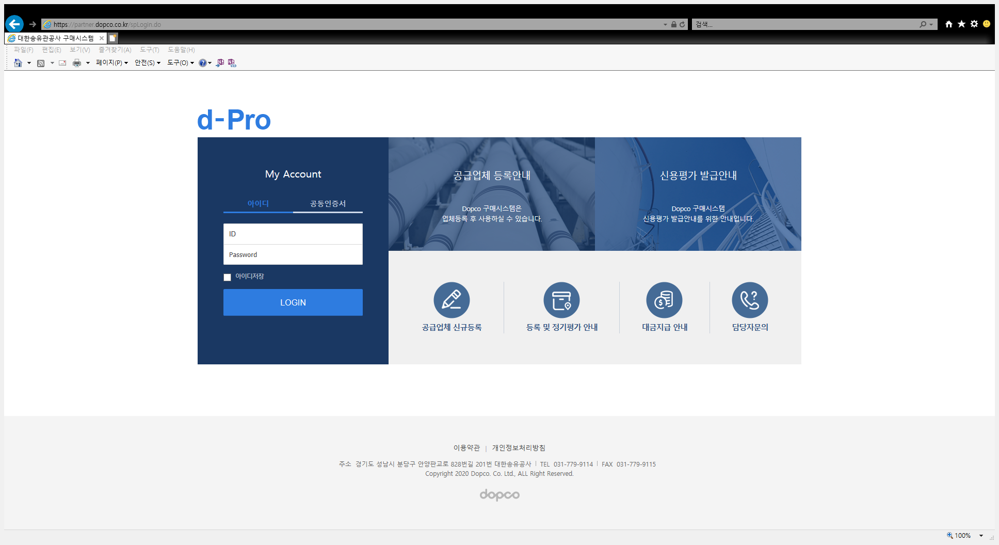 https://partner.dopco.co.kr/spLogin.do
검색...
대한송유관공사 구매시스템
파일(F) 편집(E) 보기(V) 즐겨찾기(A) 도구(T) 도움말(H)
페이지(P) 안전(S) 도구(O)
d-Pro
My Account
아이디 공동인증서
ID
Password
아이디저장
LOGIN
공급업체 등록안내
Dopco 구매시스템은
업체등록 후 사용하실 수 있습니다.
신용평가 발급안내
Dopco 구매시스템
신용평가 발급안내를 위한 안내입니다.
공급업체 신규등록
등록 및 정기평가 안내
대금지급 안내
담당자문의
이용약관 | 개인정보처리방침
주소 경기도 성남시 분당구 안양판교로 828번길 201번 대한송유공사 | TEL 031-779-9114 | FAX 031-779-9115
Copyright 2020 Dopco. Co. Ltd., ALL Right Reserved.
dopco
100%